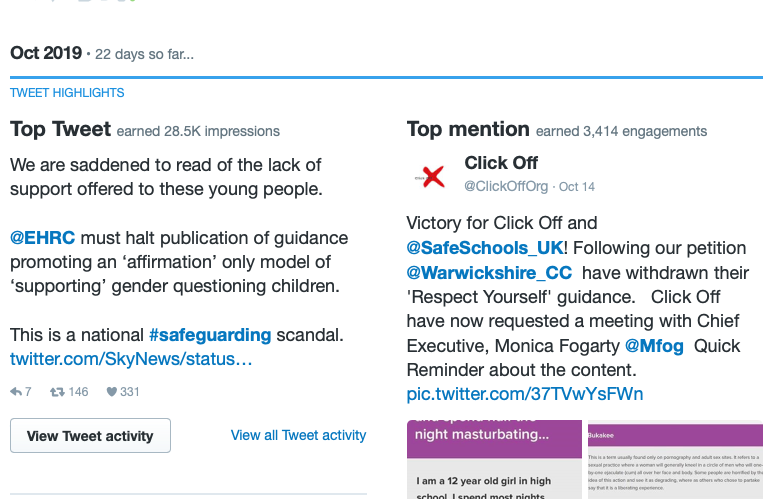 Oct 2019 · 22 days so far...
TWEET HIGHLIGHTS
Top Tweet earned 28.5K impressions
We are saddened to read of the lack of
support offered to these young people.
@EHRC must halt publication of guidance
promoting an ‘affirmation’ only model of
‘supporting’ gender questioning children.
This is a national #safeguarding scandal.
twitter.com/SkyNews/status…
7 146 331
View Tweet activity
View all Tweet activity
Top mention earned 3,414 engagements
Click Off
@ClickOffOrg · Oct 14
Victory for Click Off and
@SafeSchools_UK! Following our petition
@Warwickshire_CC have withdrawn their
'Respect Yourself' guidance. Click Off
have now requested a meeting with Chief
Executive, Monica Fogarty @Mfog Quick
Reminder about the content.
pic.twitter.com/37TVwYsFWn
and spend half the
night masturbating...
I am a 12 year old girl in high
school. I spend most nights
Bukakee
This is a term usually found only on pornography and adult sex sites. It refers to a
sexual practice where a woman will generally kneel in a circle of men who will one-
by-one ejaculate (cum) all over her face and body. Some people are horrified by the
idea of this action and see it as degrading, where as others who chose to partake
say that it is a liberating experience.